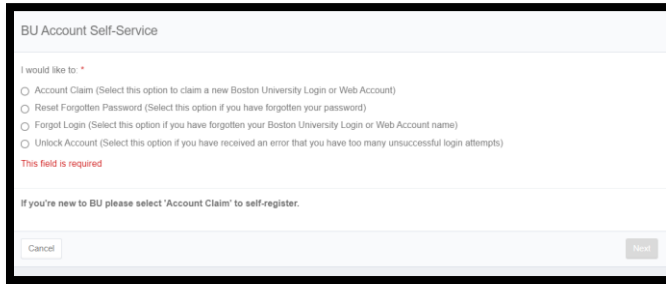 BU Account Self-Service
I would like to: *
Account Claim (Select this option to claim a new Boston University Login or Web Account)
Reset Forgotten Password (Select this option if you have forgotten your password)
Forgot Login (Select this option if you have forgotten your Boston University Login or Web Account name)
Unlock Account (Select this option if you have received an error that you have too many unsuccessful login attempts)
This field is required
If you're new to BU please select 'Account Claim' to self-register.
Cancel Next